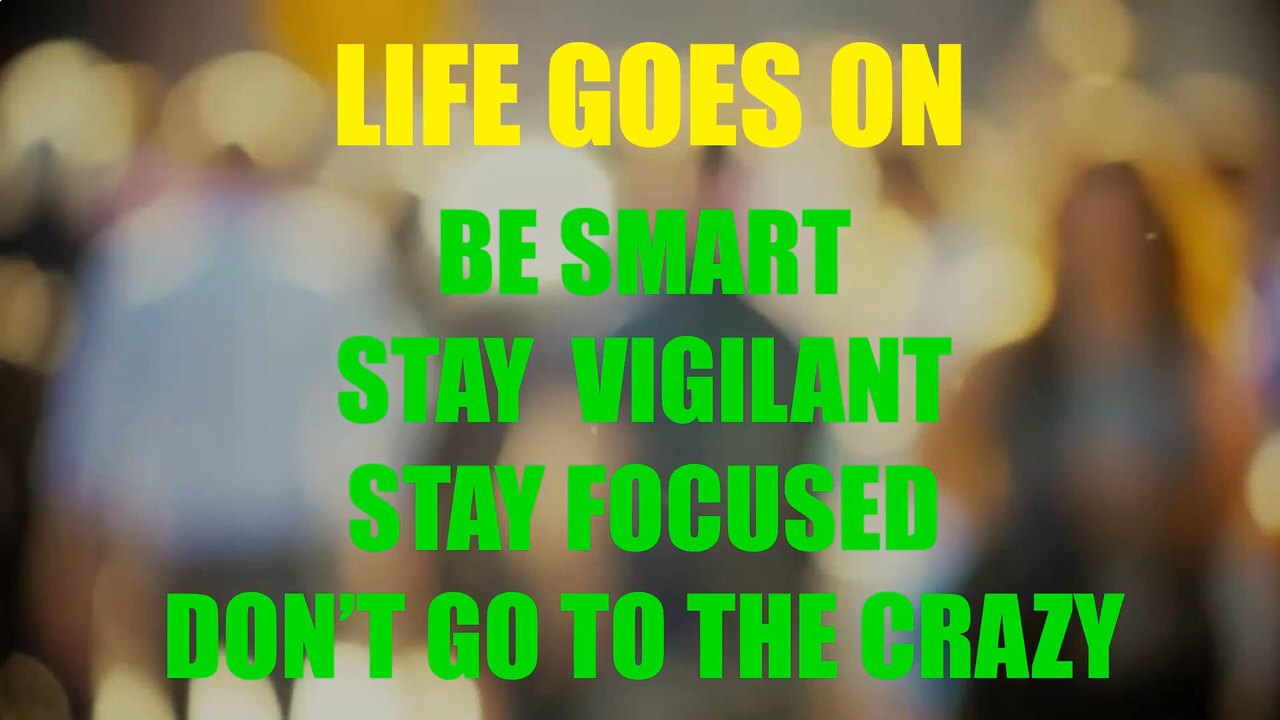 LIFE GOES ON
BE SMART
STAY VIGILANT
STAY FOCUSED
DON'T GO TO THE CRAZY